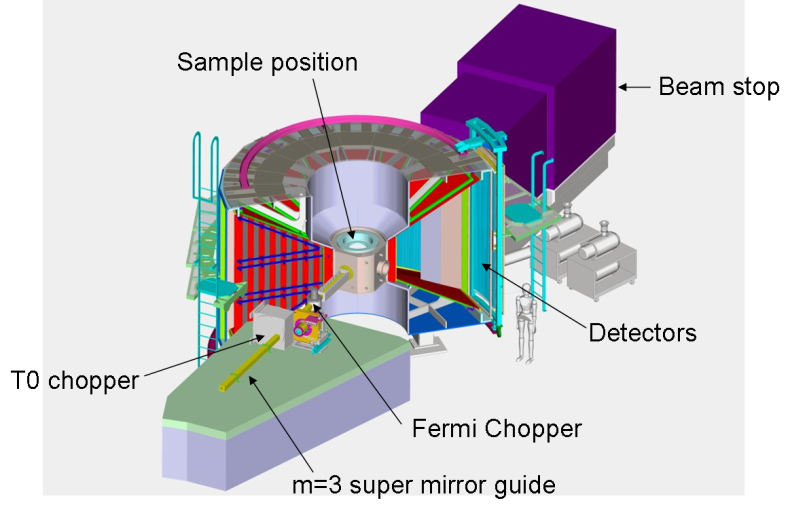 Sample position
Beam stop
Detectors
T0 chopper
Fermi Chopper
m=3 super mirror guide